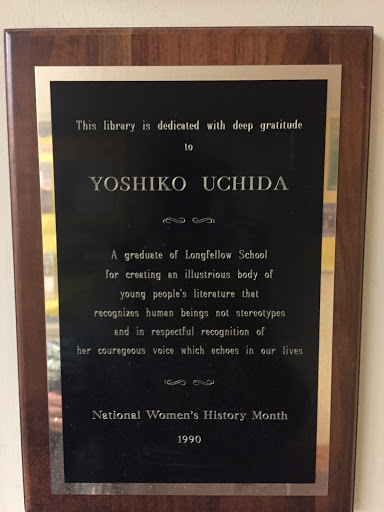 This library is dedicated with deep gratitude
to
YOSHIKO UCHIDA
A graduate of Longfellow School
for creating an illustrious body of
young people's literature that
recognizes human beings not stereotypes
and in respectful recognition of
her courageous voice which echoes in our lives
National Women's History Month
1990